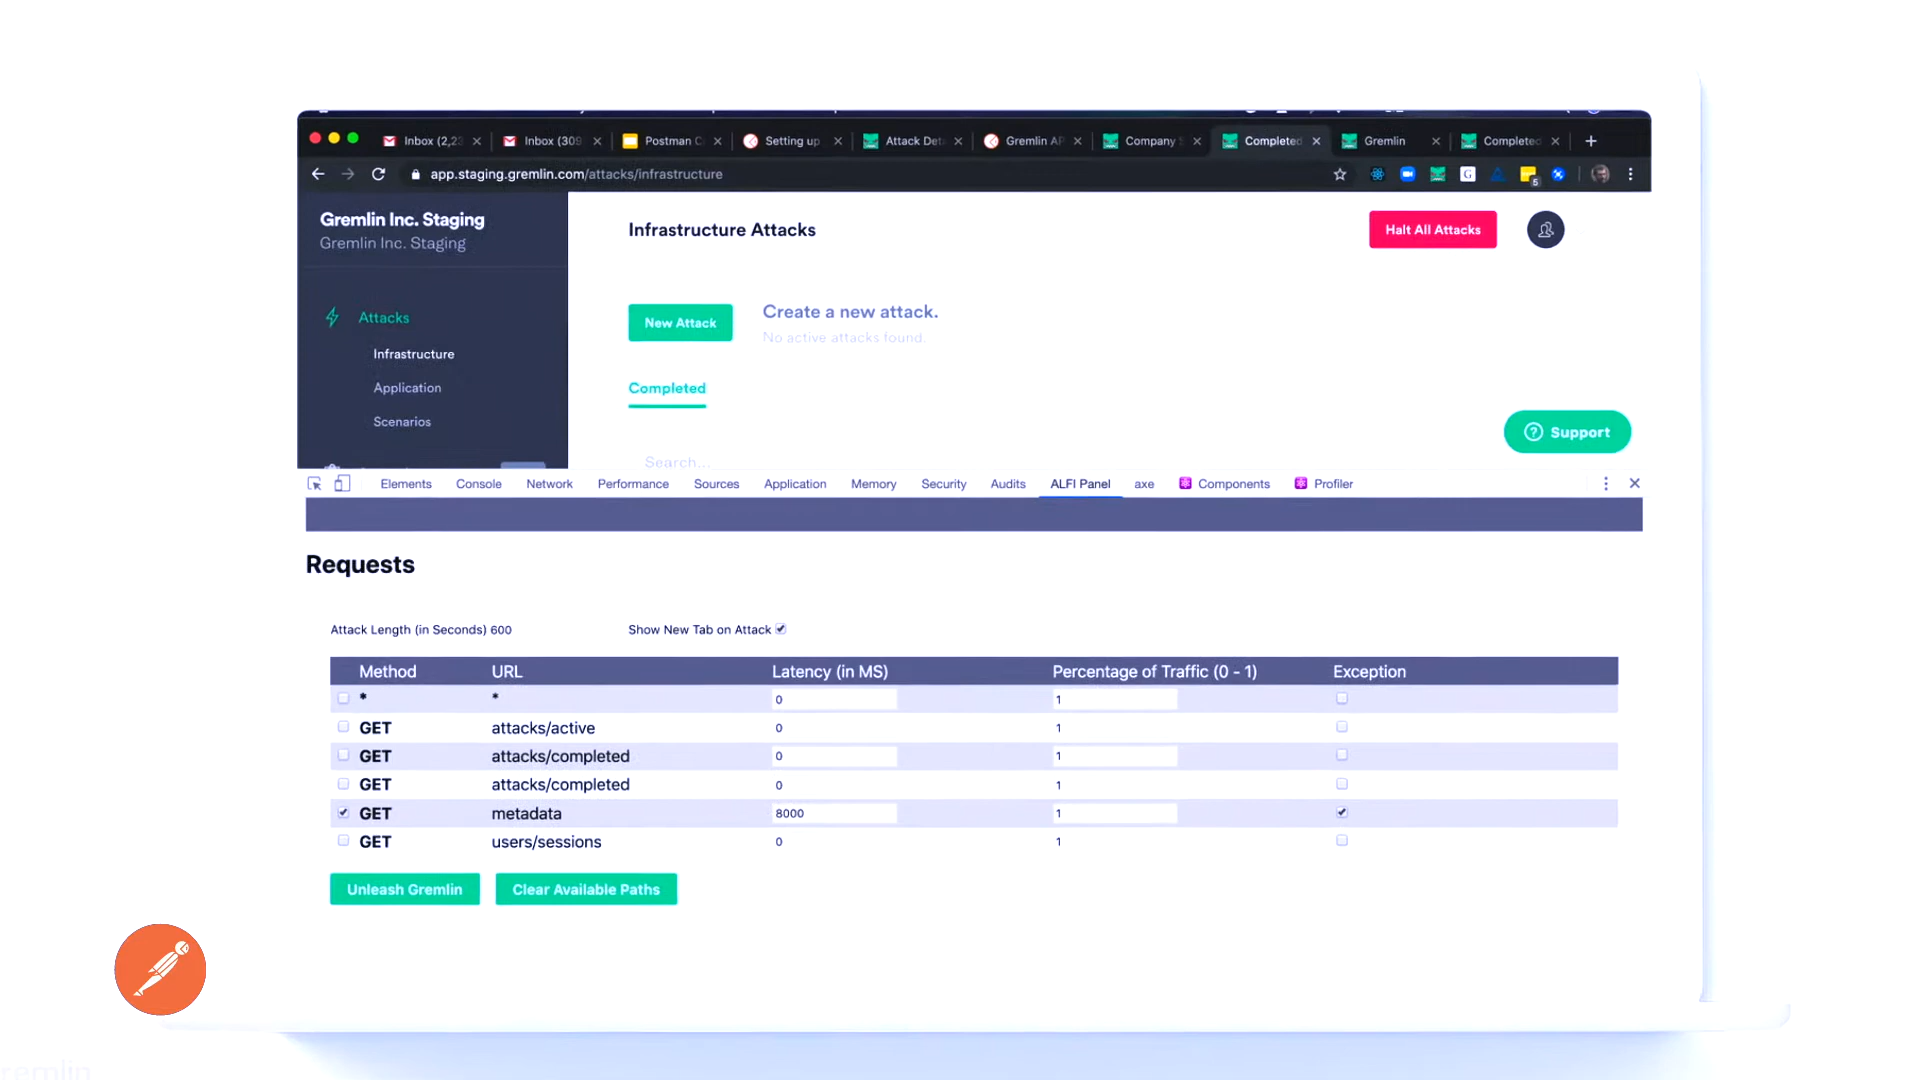 Inbox (2,23
Inbox (309
Postman C
Setting up
Attack Det
Gremlin AP
Company S
Completed
Gremlin
Completed
app.staging.gremlin.com/attacks/infrastructure
G
5
Gremlin Inc. Staging
Gremlin Inc. Staging
Infrastructure Attacks
Halt All Attacks
Attacks
Infrastructure
Application
Scenarios
New Attack
Create a new attack.
No active attacks found.
Completed
Support
Search...
Elements Console Network Performance Sources Application Memory Security Audits ALFI Panel axe Components Profiler
Requests
Attack Length (in Seconds) 600
Show New Tab on Attack
Method URL Latency (in MS) Percentage of Traffic (0 - 1) Exception
* * 0 1
GET attacks/active 0 1
GET attacks/completed 0 1
GET attacks/completed 0 1
GET metadata 8000 1
GET users/sessions 0 1
Unleash Gremlin
Clear Available Paths
remlin